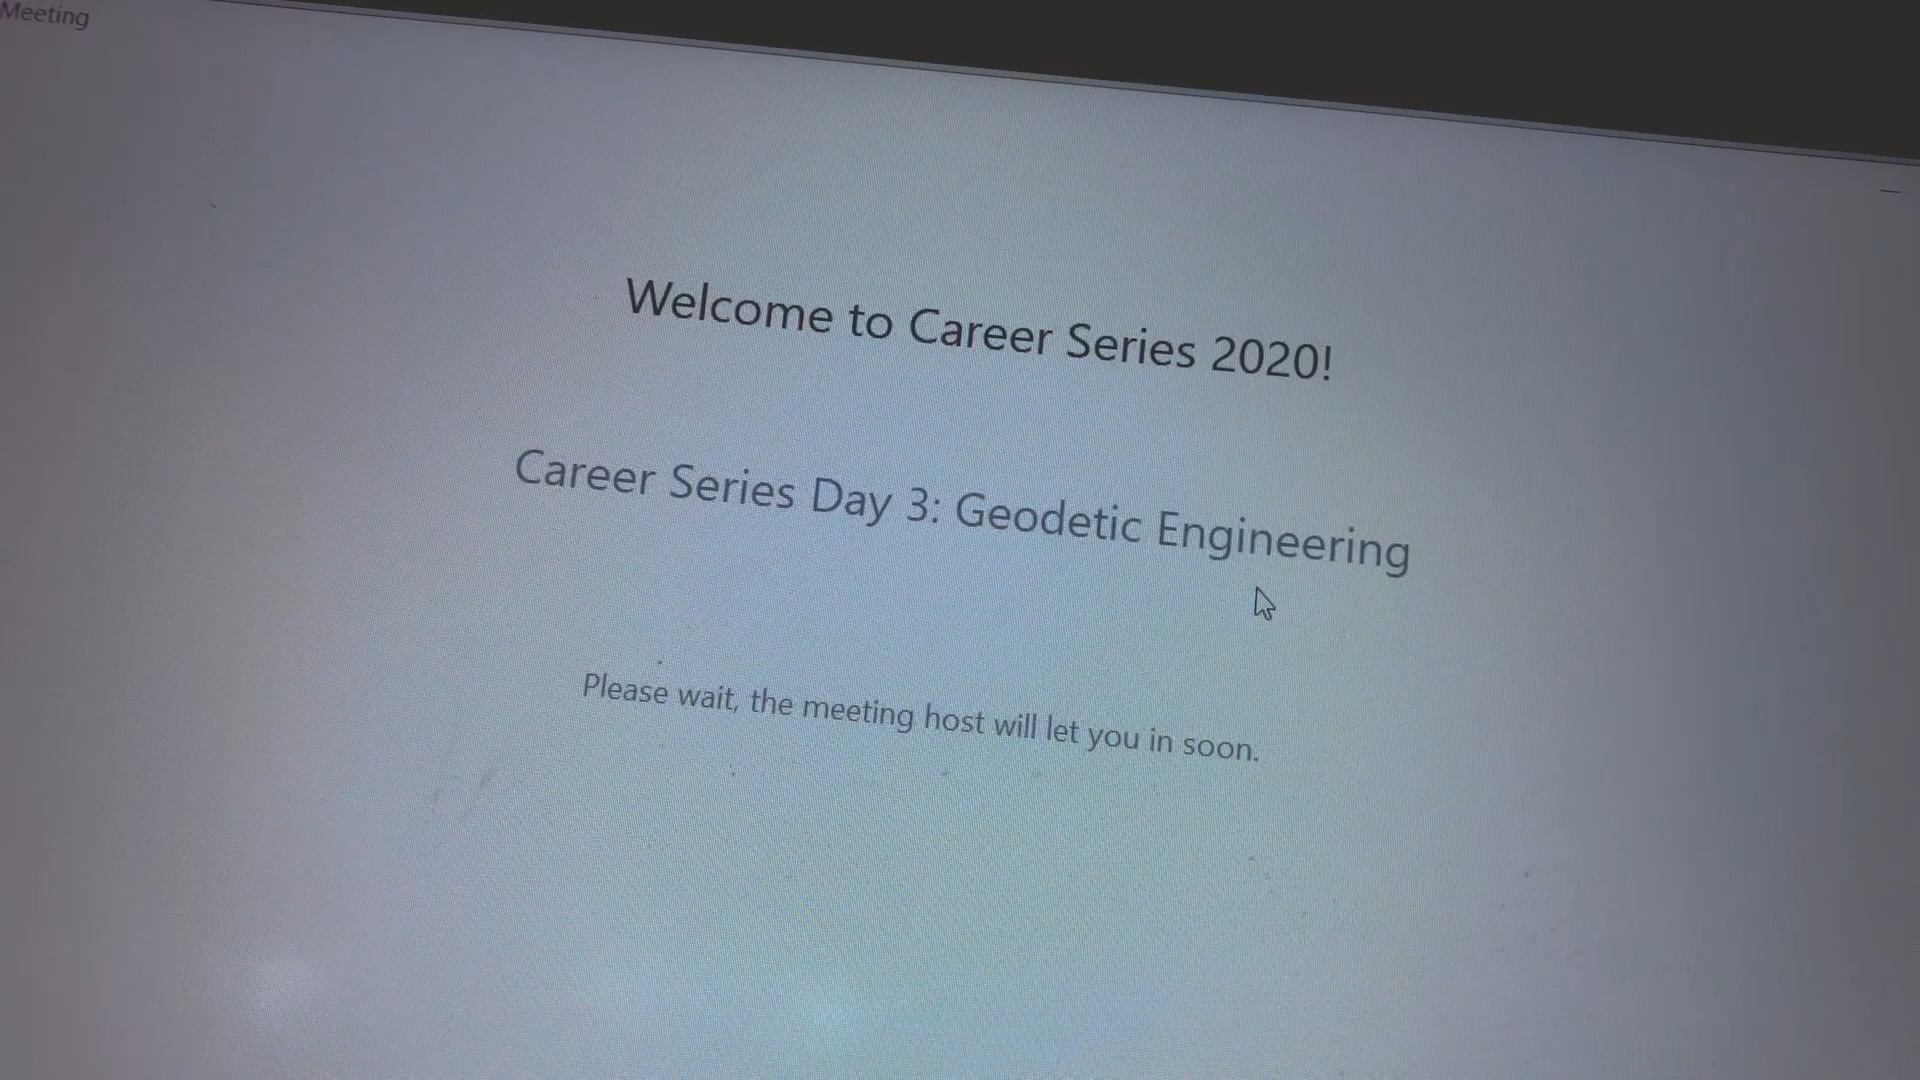 Meeting
Welcome to Career Series 2020!
Career Series Day 3: Geodetic Engineering
Please wait, the meeting host will let you in soon.